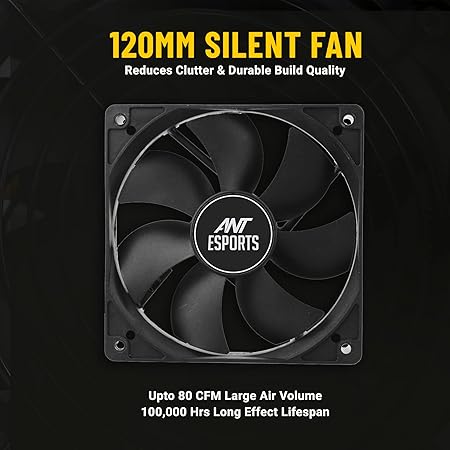 120MM SILENT FAN
Reduces Clutter & Durable Build Quality
ANT
ESPORTS
Upto 80 CFM Large Air Volume
100,000 Hrs Long Effect Lifespan